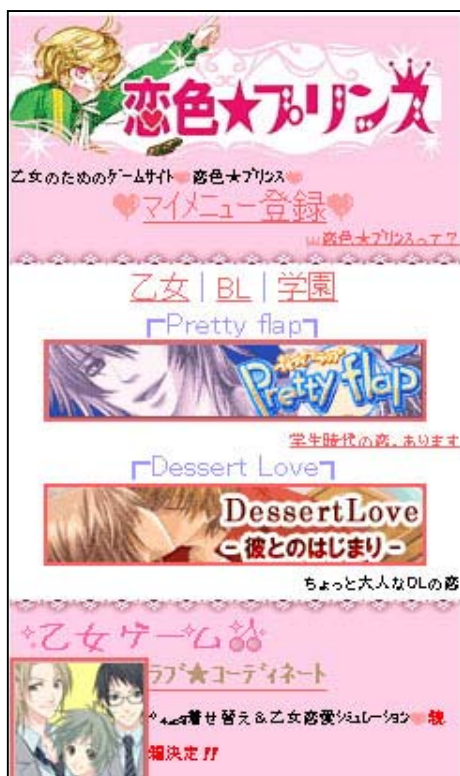 恋色★プリンス
乙女のためのゲームサイト❤恋色★プリンス❤
❤マイメニュー登録❤
恋色★プリンスって?
乙女|BL|学園
┏Pretty flap┓
Pretty flap
学生時代の恋、あります
┏Dessert Love┓
DessertLove
-彼とのはじまり-
ちょっと大人なOLの恋
乙女ゲーム
ラブ★コーディネート
着せ替え&乙女恋愛シミュレーション❤続
編決定!!